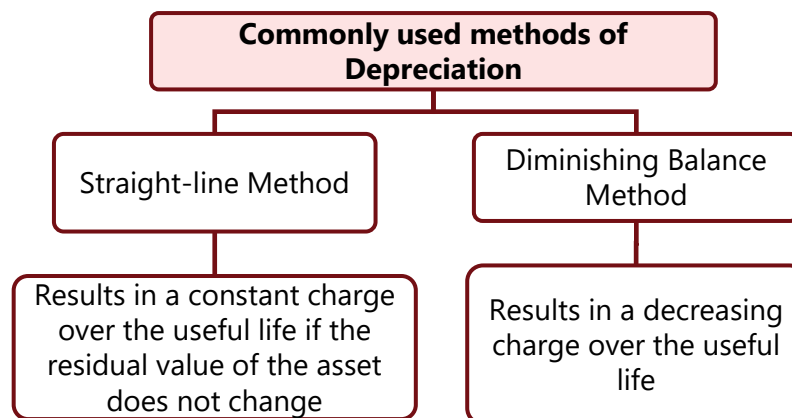 Commonly used methods of
Depreciation
Straight-line Method
Diminishing Balance
Method
Results in a constant charge
over the useful life if the
residual value of the asset
does not change
Results in a decreasing
charge over the useful
life